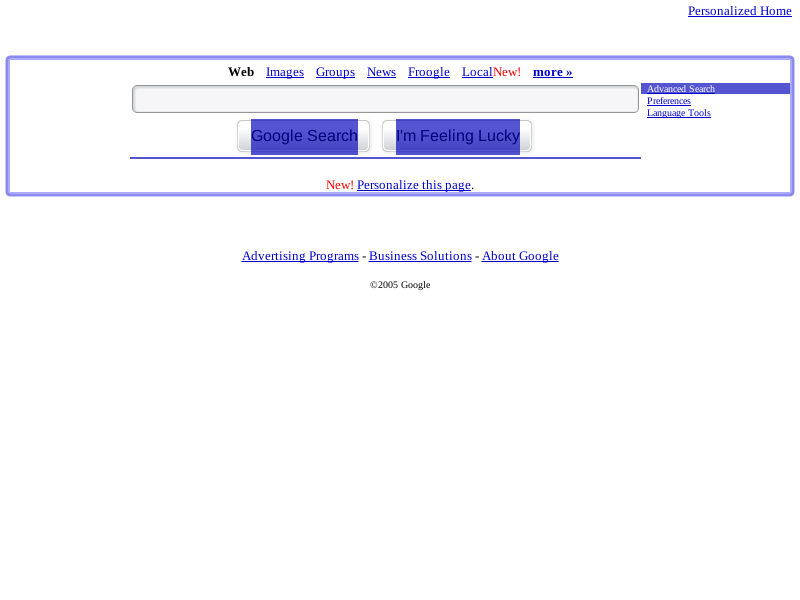 Personalized Home
Web Images Groups News Froogle LocalNew! more »
Advanced Search
Preferences
Language Tools
Google Search I'm Feeling Lucky
New! Personalize this page.
Advertising Programs - Business Solutions - About Google
©2005 Google